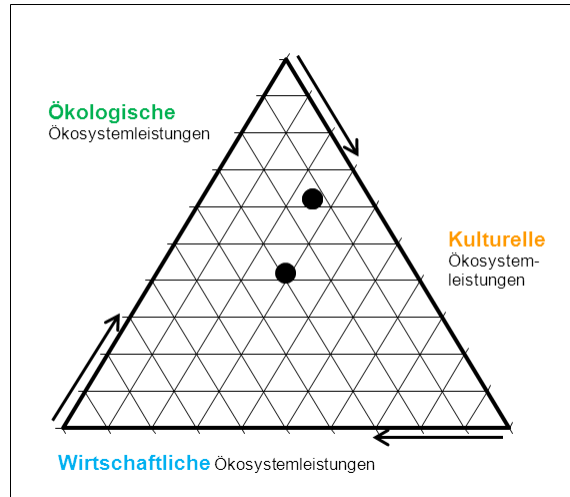 Ökologische
Ökosystemleistungen
Kulturelle
Ökosystem-
leistungen
Wirtschaftliche Ökosystemleistungen